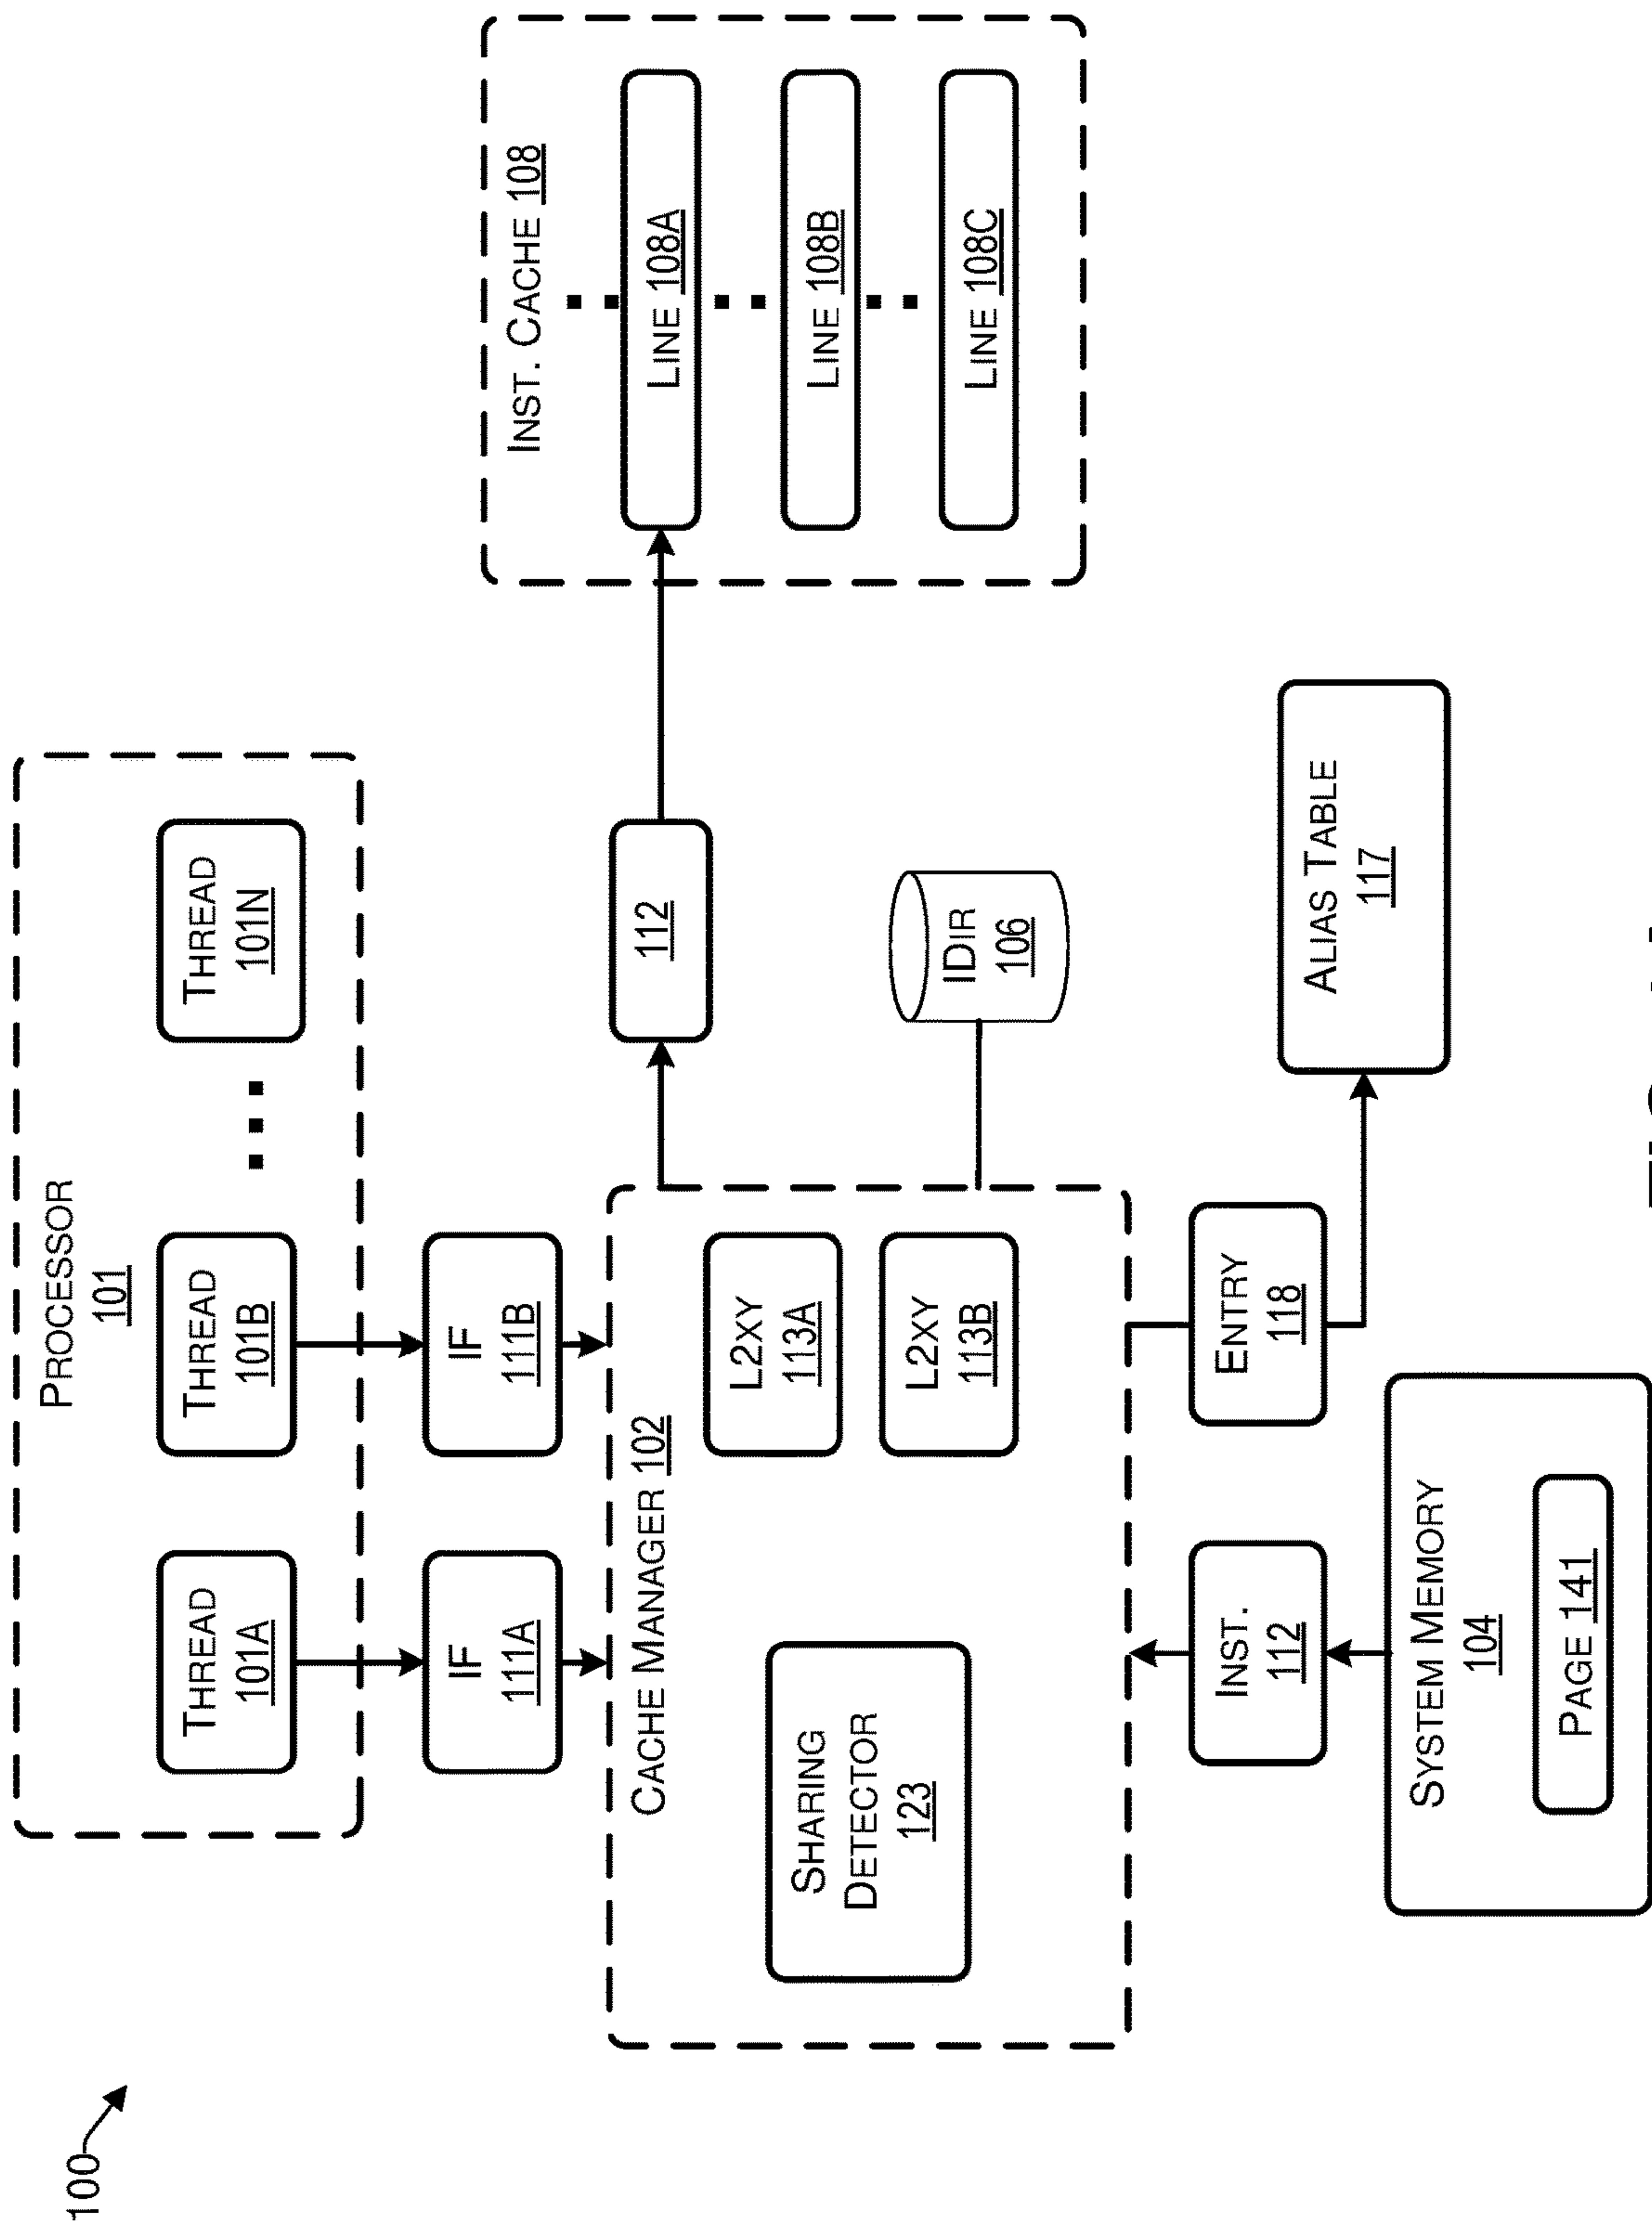 100
PROCESSOR
101
THREAD
101A
THREAD
101B
THREAD
101N
IF
111A
IF
111B
CACHE MANAGER 102
SHARING
DETECTOR
123
L2XY
113A
L2XY
113B
112
INST. CACHE 108
LINE 108A
LINE 108B
LINE 108C
IDIR
106
INST.
112
ENTRY
118
ALIAS TABLE
117
SYSTEM MEMORY
104
PAGE 141